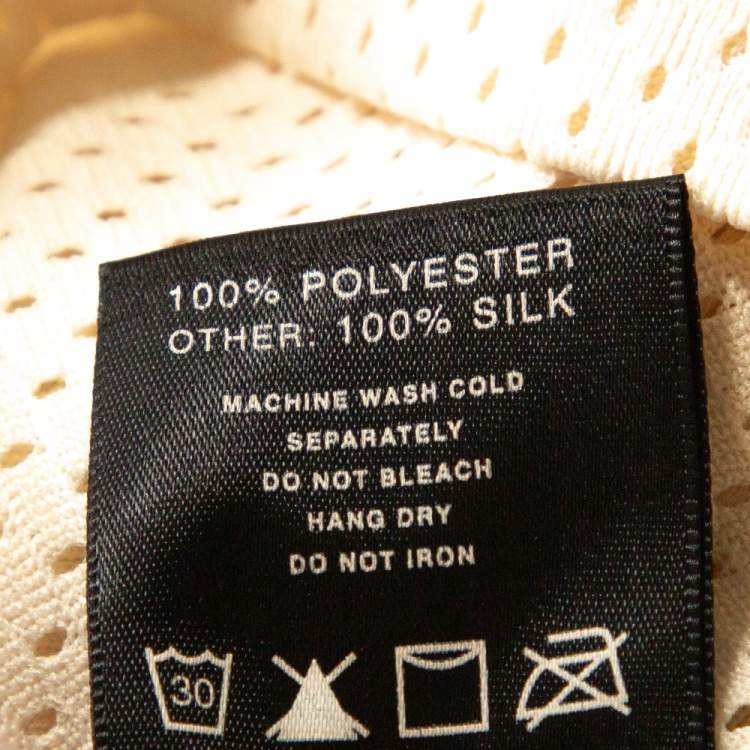 100% POLYESTER
OTHER: 100% SILK
MACHINE WASH COLD
SEPARATELY
DO NOT BLEACH
HANG DRY
DO NOT IRON
30